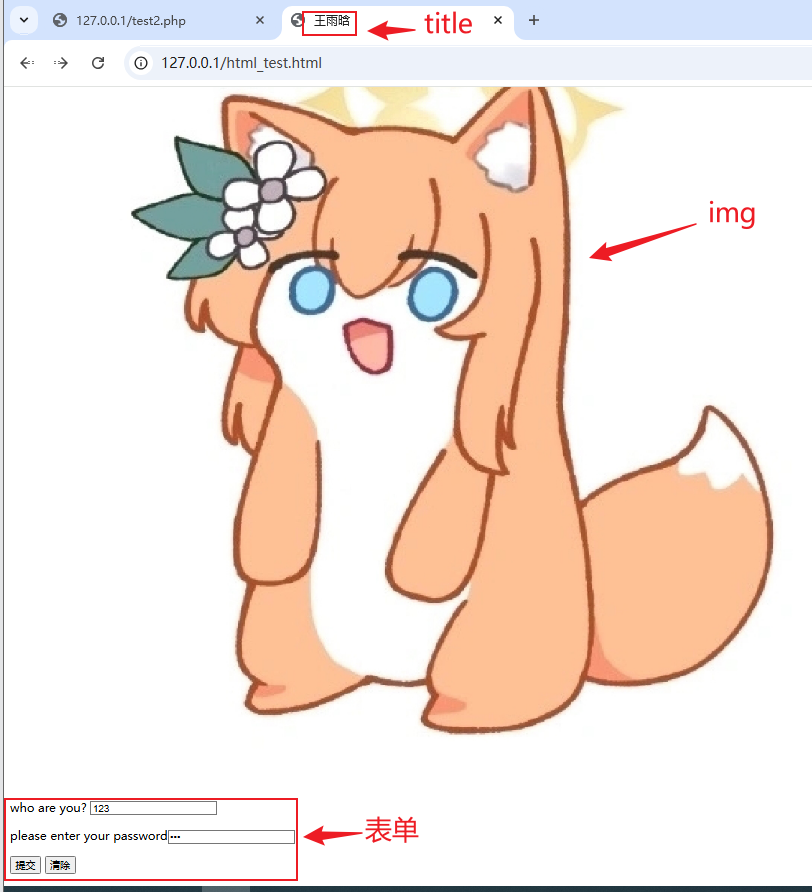 127.0.0.1/test2.php
王雨晗
title
127.0.0.1/html_test.html
img
who are you? 123
please enter your password•••
表单
提交 清除